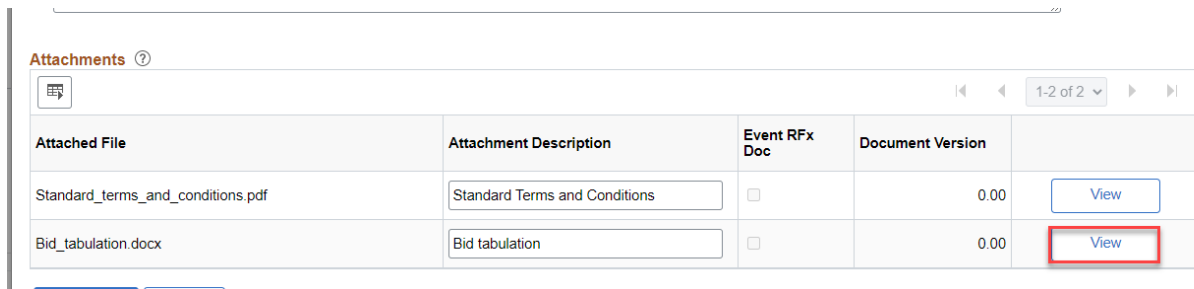 Attachments ?
1-2 of 2
Attached File Attachment Description Event RFx Doc Document Version
Standard_terms_and_conditions.pdf Standard Terms and Conditions 0.00 View
Bid_tabulation.docx Bid tabulation 0.00 View